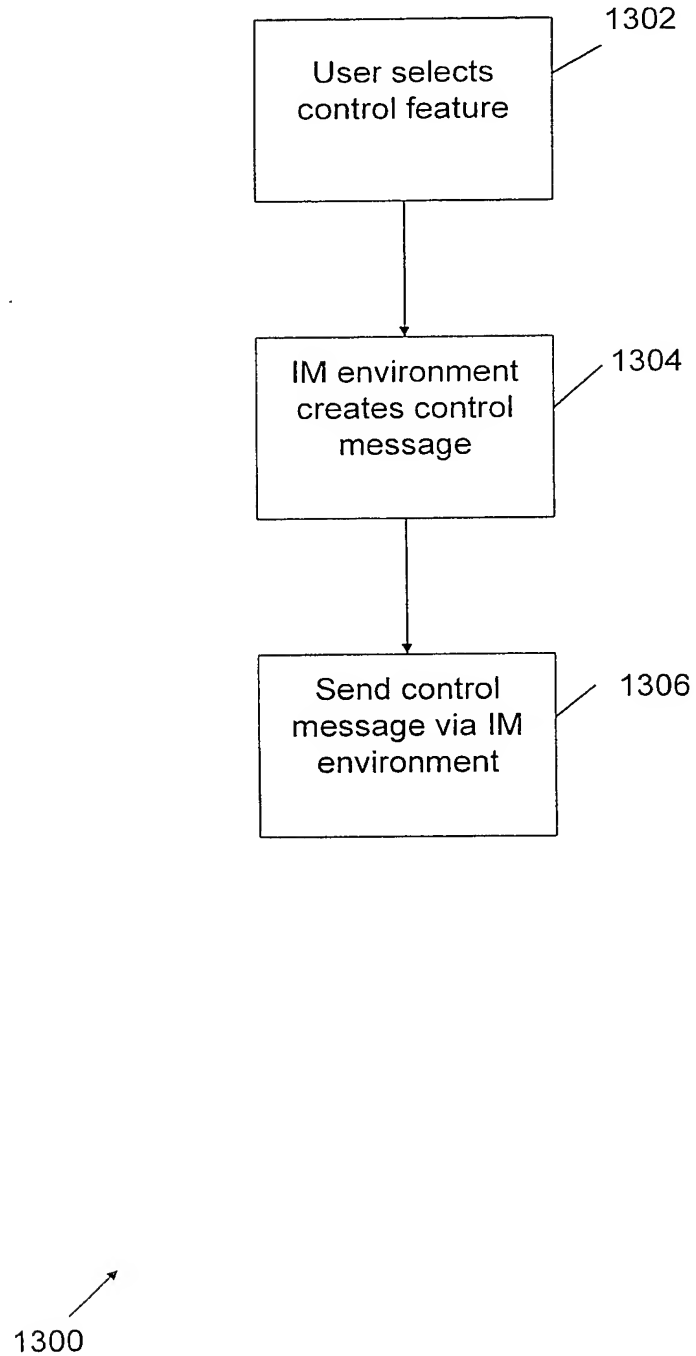 1302
User selects
control feature
1304
IM environment
creates control
message
1306
Send control
message via IM
environment
1300